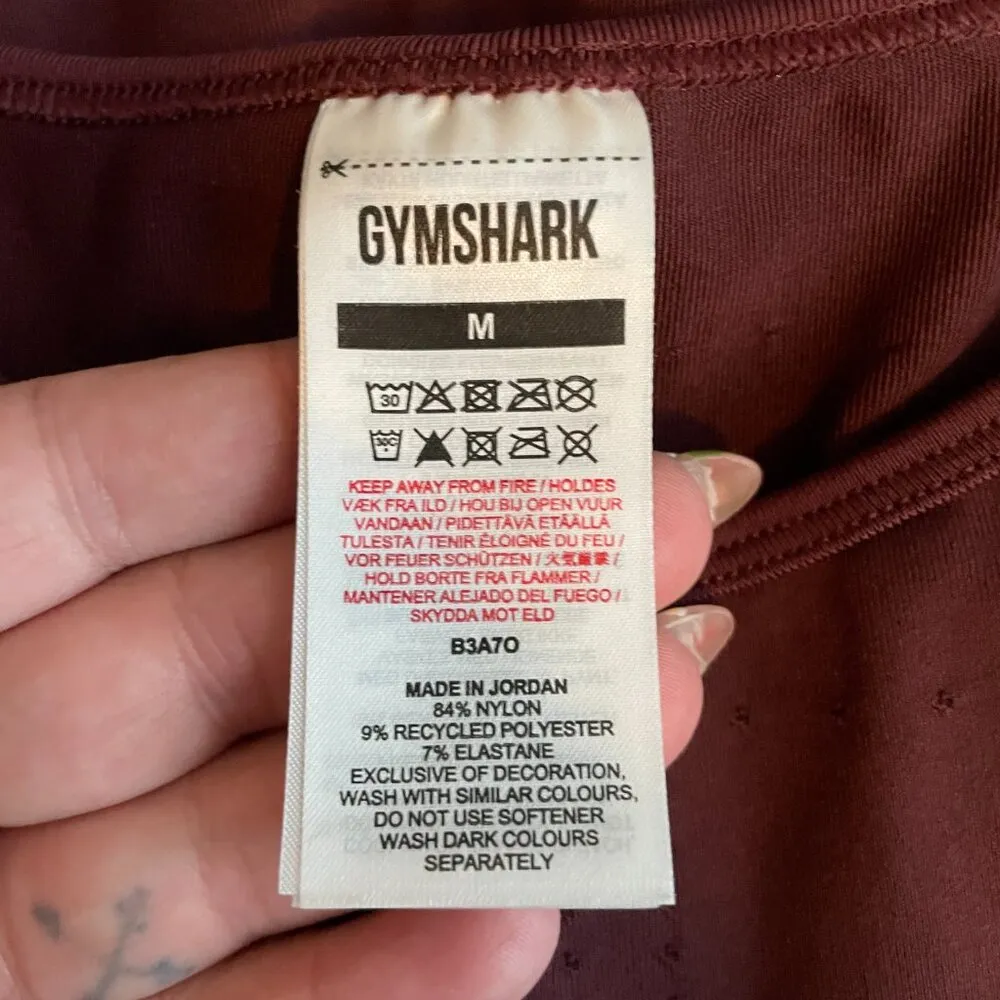 GYMSHARK
M
30
30C
KEEP AWAY FROM FIRE / HOLDES
VÆK FRA ILD / HOU BIJ OPEN VUUR
VANDAAN / PIDETTÄVÄ ETÄÄLLÄ
TULESTA / TENIR ÉLOIGNÉ DU FEU /
VOR FEUER SCHÜTZEN / 火気厳禁 /
HOLD BORTE FRA FLAMMER /
MANTENER ALEJADO DEL FUEGO /
SKYDDA MOT ELD
B3A7O
MADE IN JORDAN
84% NYLON
9% RECYCLED POLYESTER
7% ELASTANE
EXCLUSIVE OF DECORATION,
WASH WITH SIMILAR COLOURS,
DO NOT USE SOFTENER
WASH DARK COLOURS
SEPARATELY